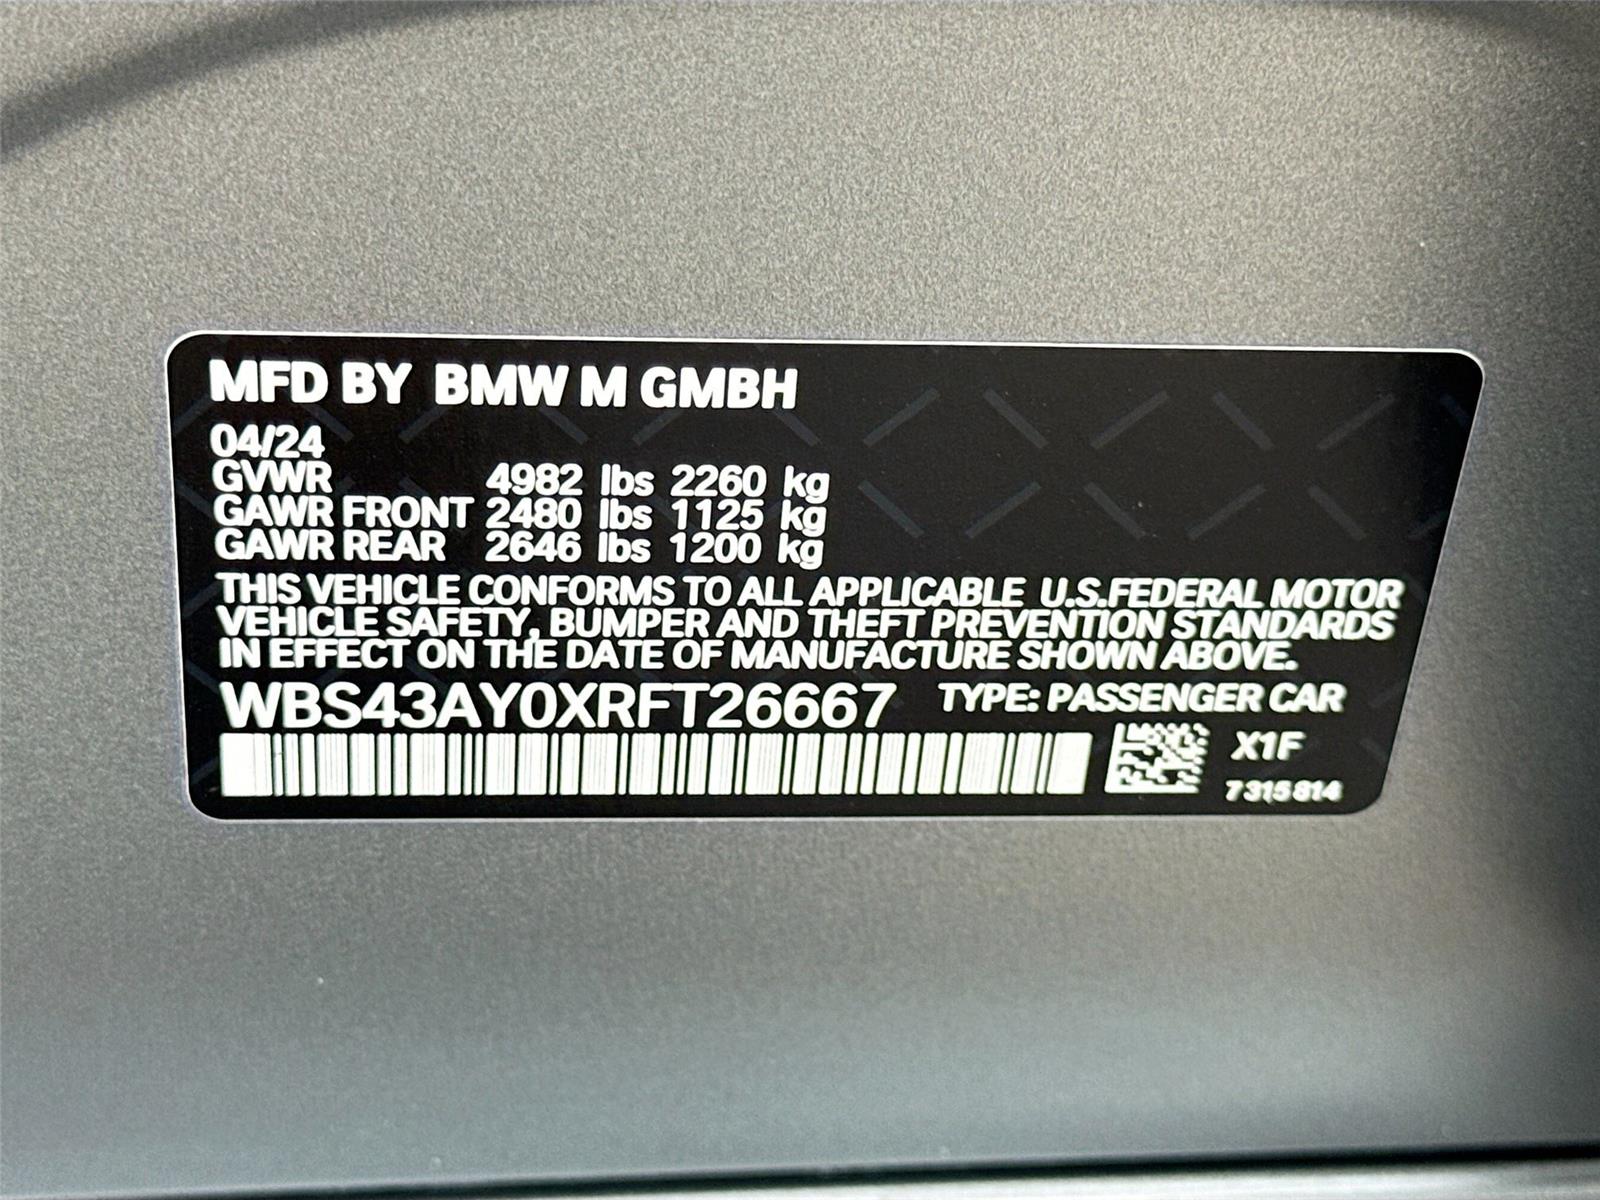 MFD BY BMW M GMBH
04/24
GVWR 4982 lbs 2260 kg
GAWR FRONT 2480 lbs 1125 kg
GAWR REAR 2646 lbs 1200 kg
THIS VEHICLE CONFORMS TO ALL APPLICABLE U.S.FEDERAL MOTOR
VEHICLE SAFETY, BUMPER AND THEFT PREVENTION STANDARDS
IN EFFECT ON THE DATE OF MANUFACTURE SHOWN ABOVE.
WBS43AY0XRFT26667 TYPE: PASSENGER CAR
X1F
7315814